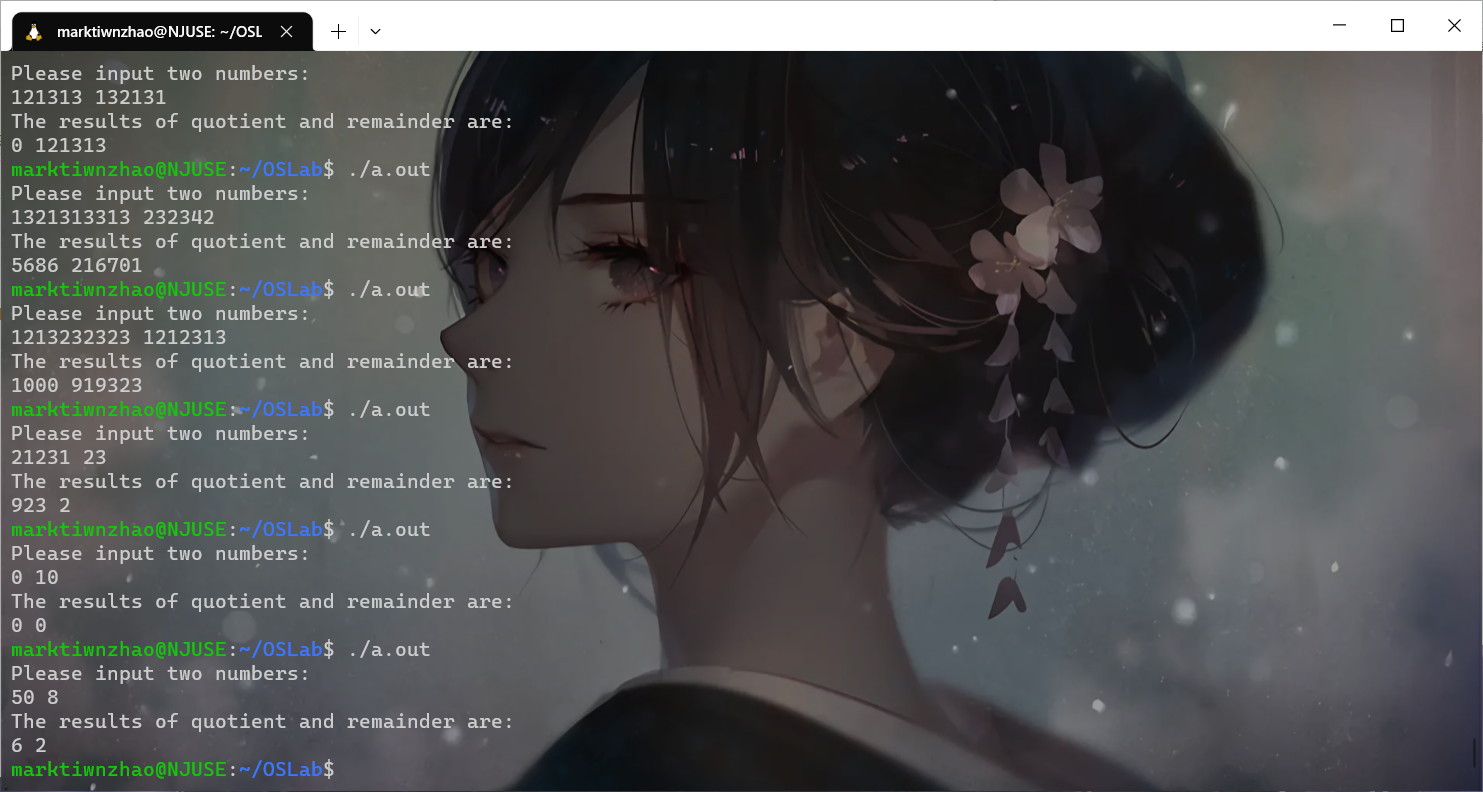 marktiwnzhao@NJUSE: ~/OSL
Please input two numbers:
121313 132131
The results of quotient and remainder are:
0 121313
marktiwnzhao@NJUSE:~/OSLab$ ./a.out
Please input two numbers:
1321313313 232342
The results of quotient and remainder are:
5686 216701
marktiwnzhao@NJUSE:~/OSLab$ ./a.out
Please input two numbers:
1213232323 1212313
The results of quotient and remainder are:
1000 919323
marktiwnzhao@NJUSE:~/OSLab$ ./a.out
Please input two numbers:
21231 23
The results of quotient and remainder are:
923 2
marktiwnzhao@NJUSE:~/OSLab$ ./a.out
Please input two numbers:
0 10
The results of quotient and remainder are:
0 0
marktiwnzhao@NJUSE:~/OSLab$ ./a.out
Please input two numbers:
50 8
The results of quotient and remainder are:
6 2
marktiwnzhao@NJUSE:~/OSLab$